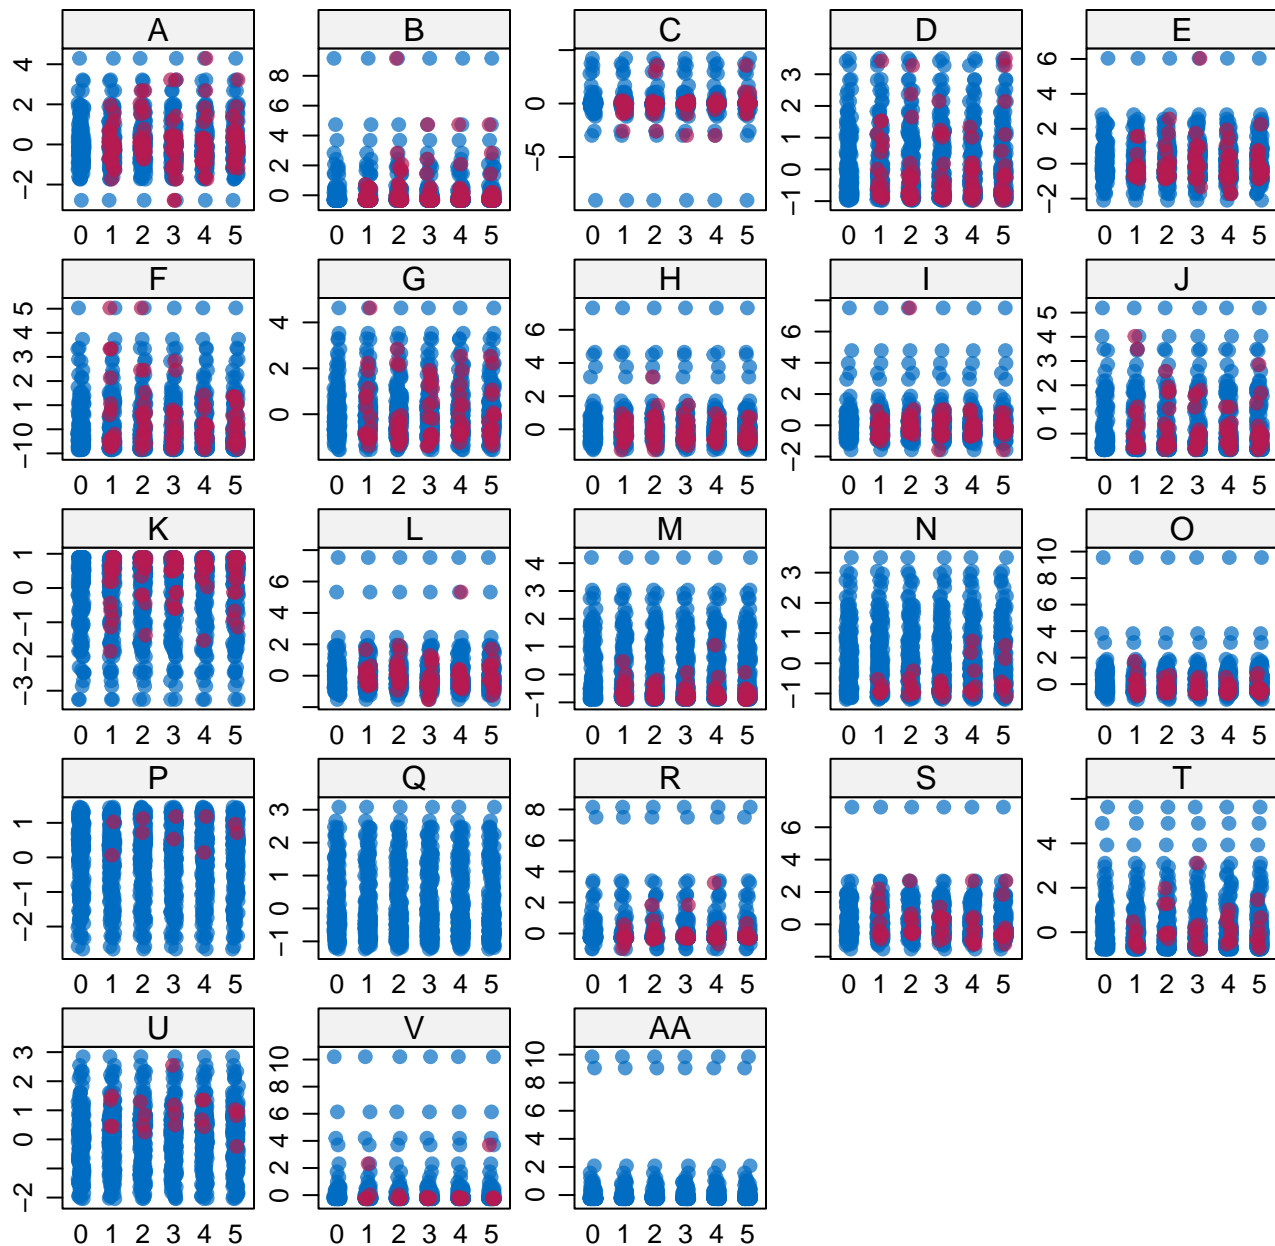 A B C D E
4 2 0 −2
8 6 4 2 0
0 −5
3 2 1 0 −1
6 4 2 0 −2
0 1 2 3 4 5 0 1 2 3 4 5 0 1 2 3 4 5 0 1 2 3 4 5 0 1 2 3 4 5
F G H I J
5 4 3 2 1 0 −1
4 2 0
6 4 2 0
8 6 4 2 0 −2
5 4 3 2 1 0
0 1 2 3 4 5 0 1 2 3 4 5 0 1 2 3 4 5 0 1 2 3 4 5 0 1 2 3 4 5
K L M N O
1 0 −1 −2 −3
6 4 2 0
4 3 2 1 0 −1
3 2 1 0 −1
10 8 6 4 2 0
0 1 2 3 4 5 0 1 2 3 4 5 0 1 2 3 4 5 0 1 2 3 4 5 0 1 2 3 4 5
P Q R S T
1 0 −1 −2
3 2 1 0 −1
8 6 4 2 0
6 4 2 0
4 2 0
0 1 2 3 4 5 0 1 2 3 4 5 0 1 2 3 4 5 0 1 2 3 4 5 0 1 2 3 4 5
U V AA
3 2 1 0 −2
10 8 6 4 2 0
10 8 6 4 2 0
0 1 2 3 4 5 0 1 2 3 4 5 0 1 2 3 4 5